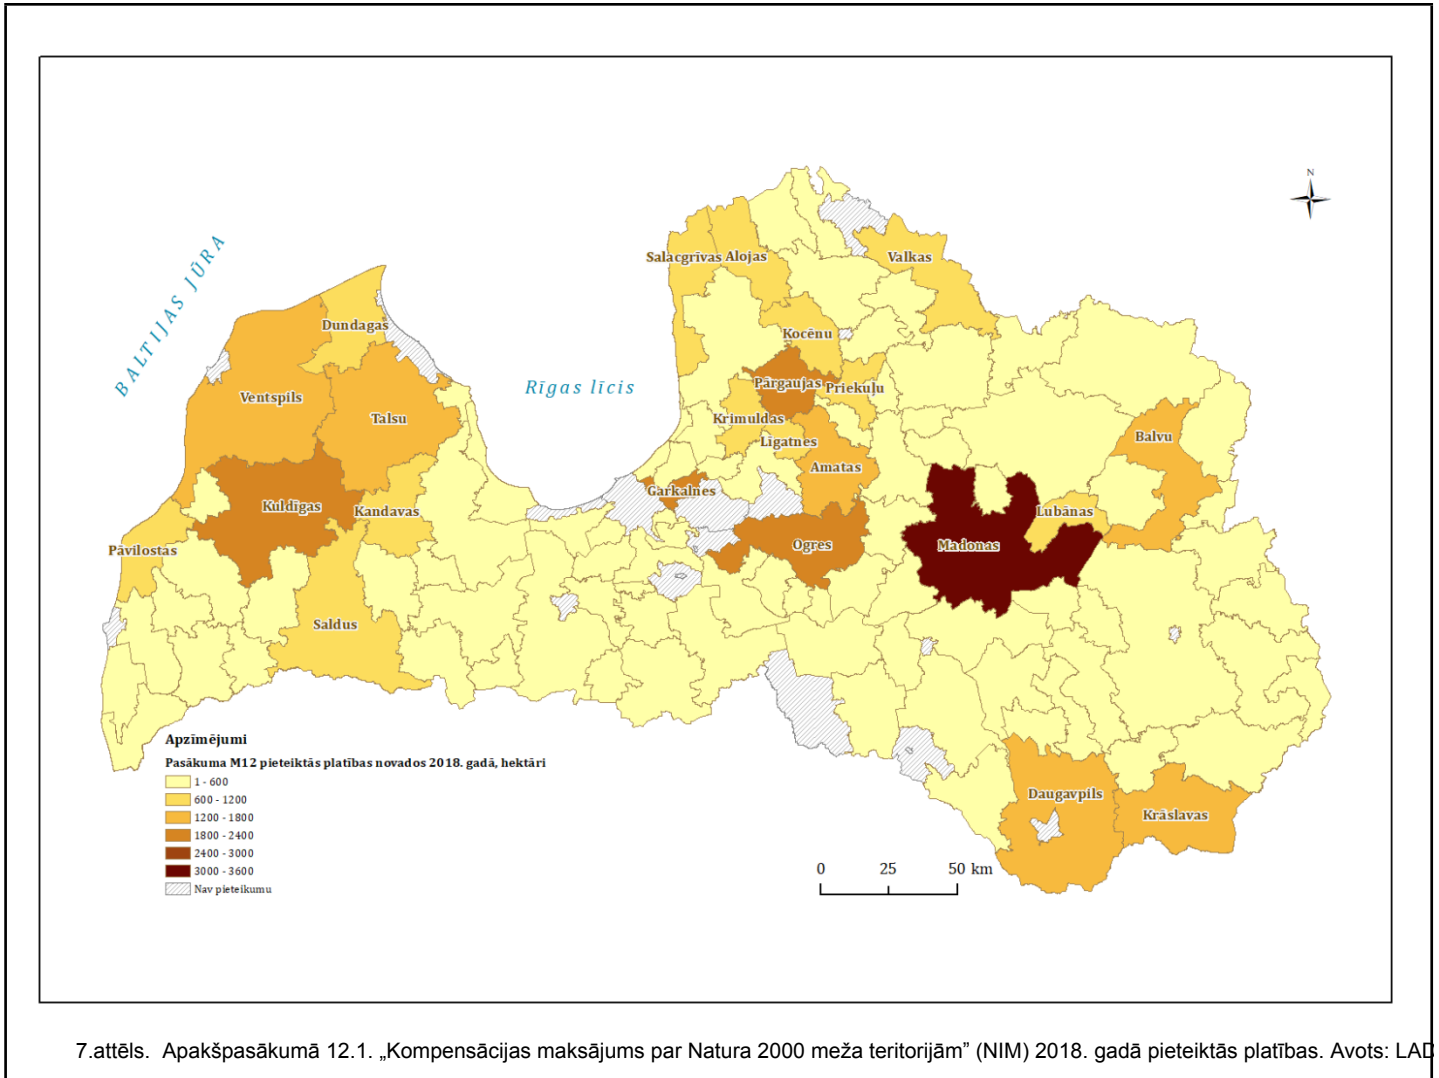 N
BALTIJAS JŪRA
Rīgas līcis
Salacgrīvas
Alojas
Valkas
Dundagas
Kocēnu
Ventspils
Talsu
Pārgaujas
Priekuļu
Krimuldas
Līgatnes
Balvu
Amatas
Garkalnes
Kuldīgas
Kandavas
Lubānas
Pāvilostas
Ogres
Madonas
Saldus
Daugavpils
Krāslavas
Apzīmējumi
Pasākuma M12 pieteiktās platības novados 2018. gadā, hektāri
1 - 600
600 - 1200
1200 - 1800
1800 - 2400
2400 - 3000
3000 - 3600
Nav pieteikumu
0 25 50 km
7.attēls. Apakšpasākumā 12.1. „Kompensācijas maksājums par Natura 2000 meža teritorijām” (NIM) 2018. gadā pieteiktās platības. Avots: LAD